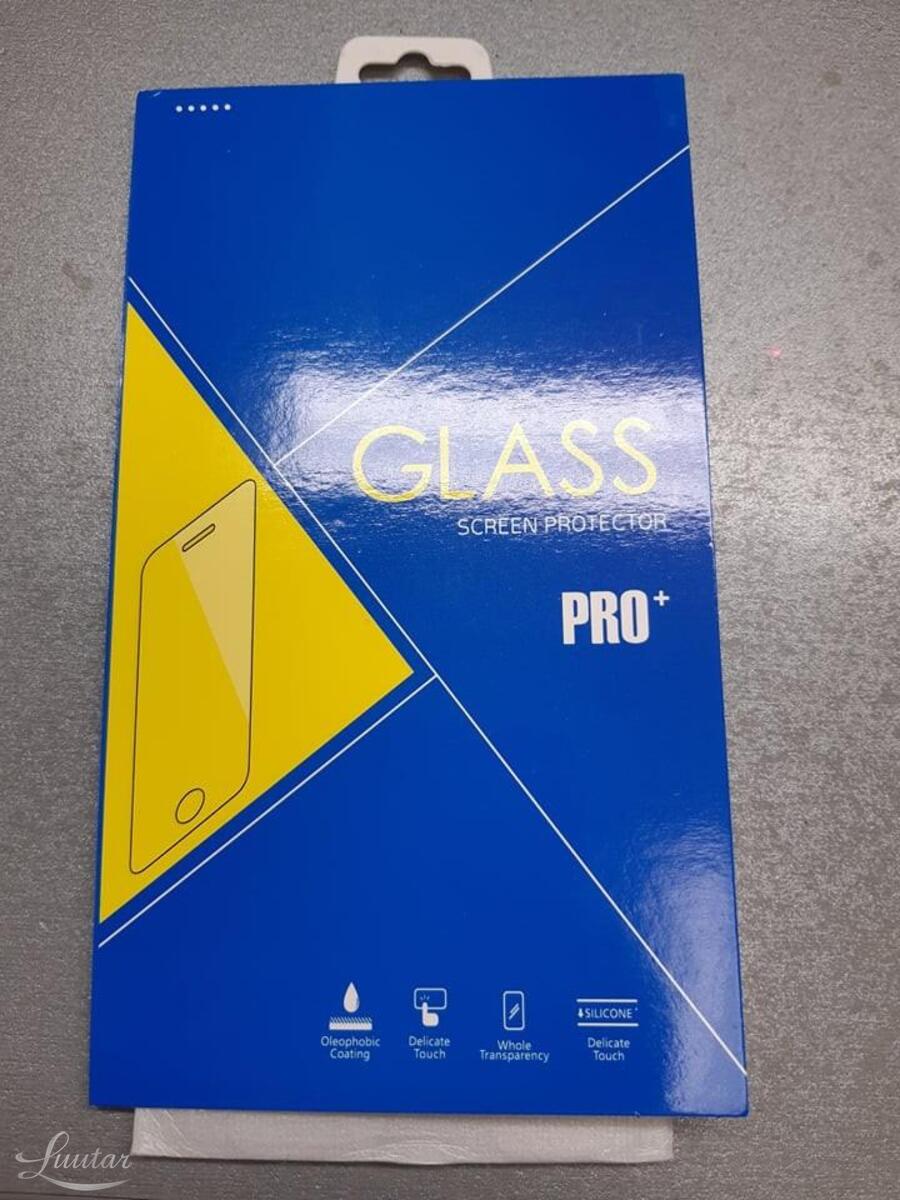 GLASS
SCREEN PROTECTOR
PRO+
Oleophobic
Coating
Delicate
Touch
Whole
Transparency
SILICONE
Delicate
Touch
Luutar